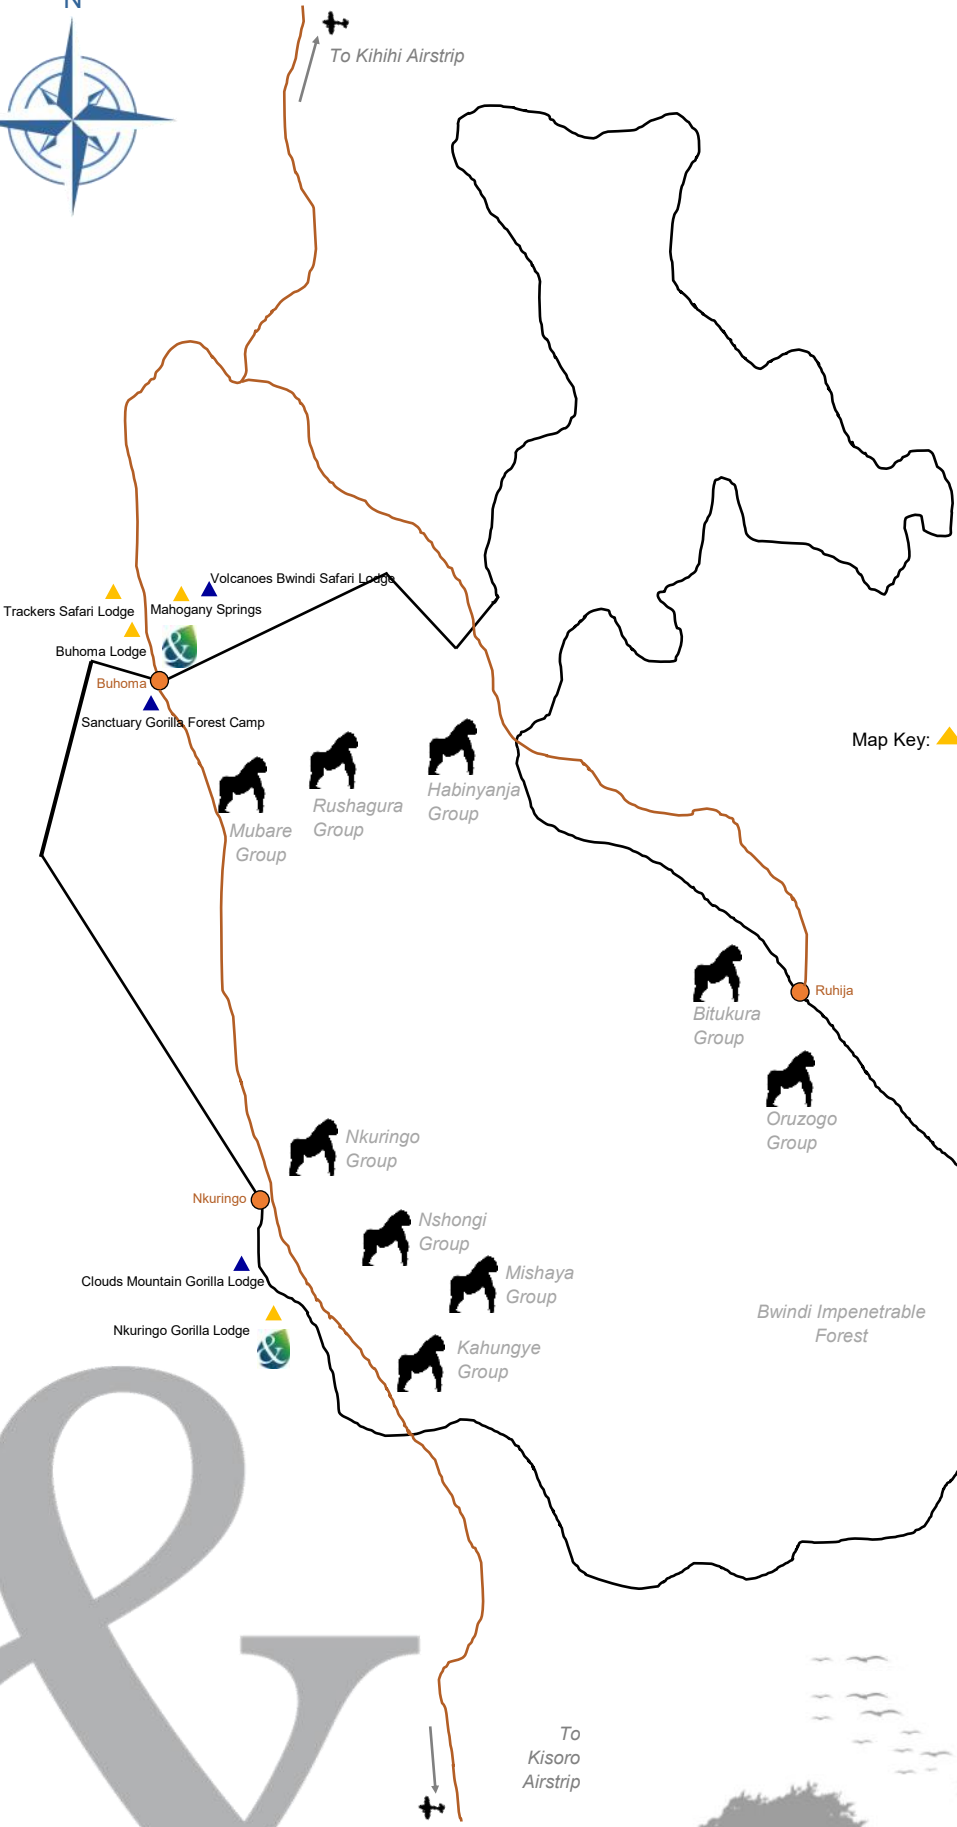 N
To Kihihi Airstrip
Volcanoes Bwindi Safari Lodge
Trackers Safari Lodge
Mahogany Springs
Buhoma Lodge
&
Buhoma
Sanctuary Gorilla Forest Camp
Map Key:
Habinyanja
Group
Rushagura
Group
Mubare
Group
Ruhija
Bitukura
Group
Oruzogo
Group
Nkuringo
Group
Nkuringo
Nshongi
Group
Mishaya
Group
Clouds Mountain Gorilla Lodge
Bwindi Impenetrable
Forest
Nkuringo Gorilla Lodge
&
Kahungye
Group
&
To
Kisoro
Airstrip